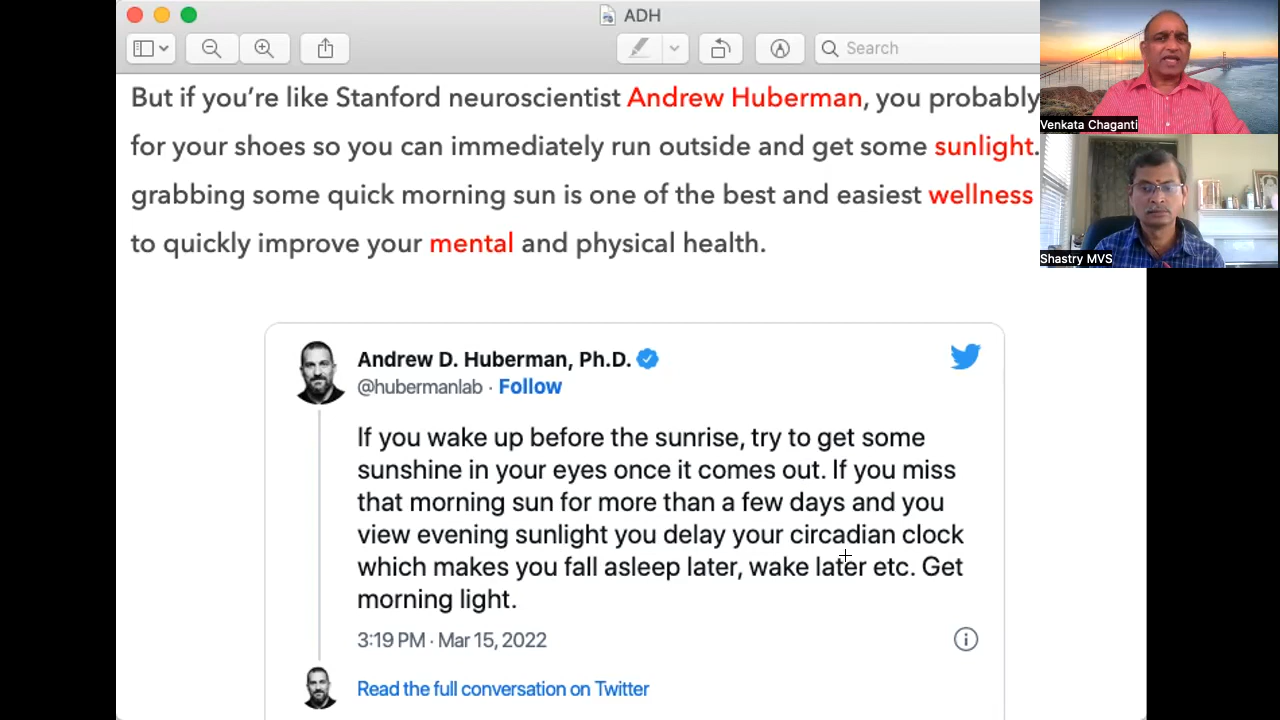 ADH
Search
But if you’re like Stanford neuroscientist Andrew Huberman, you probably
for your shoes so you can immediately run outside and get some sunlight.
grabbing some quick morning sun is one of the best and easiest wellness
to quickly improve your mental and physical health.
Venkata Chaganti
Shastry MVS
Andrew D. Huberman, Ph.D.
@hubermanlab · Follow
If you wake up before the sunrise, try to get some
sunshine in your eyes once it comes out. If you miss
that morning sun for more than a few days and you
view evening sunlight you delay your circadian clock
which makes you fall asleep later, wake later etc. Get
morning light.
3:19 PM · Mar 15, 2022
Read the full conversation on Twitter